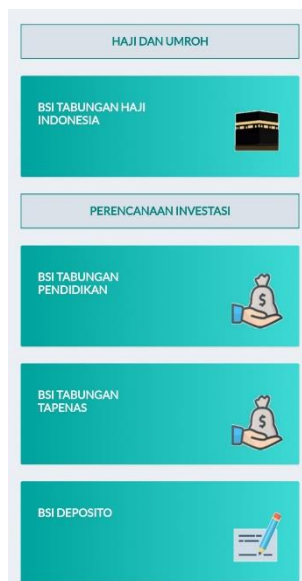 HAJI DAN UMROH
BSI TABUNGAN HAJI
INDONESIA
PERENCANAAN INVESTASI
BSI TABUNGAN
PENDIDIKAN
BSI TABUNGAN
TAPENAS
BSI DEPOSITO